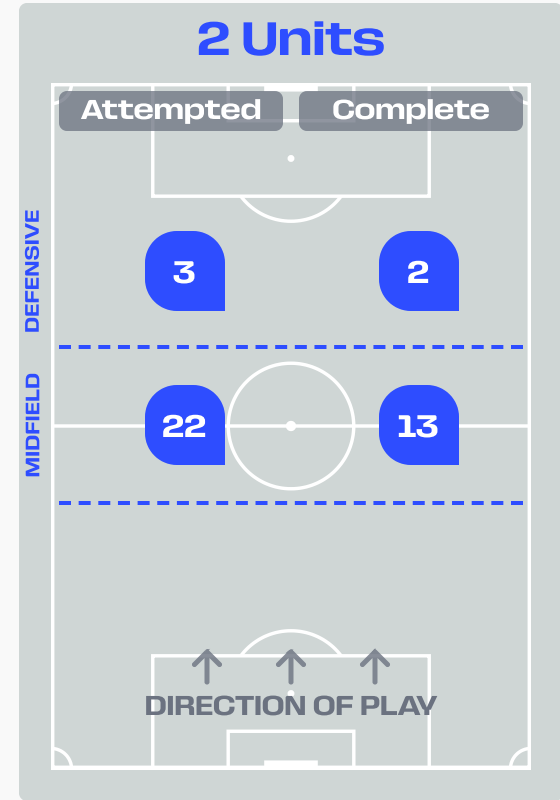 2 Units
Attempted
Complete
DEFENSIVE
3
2
MIDFIELD
22
13
DIRECTION OF PLAY